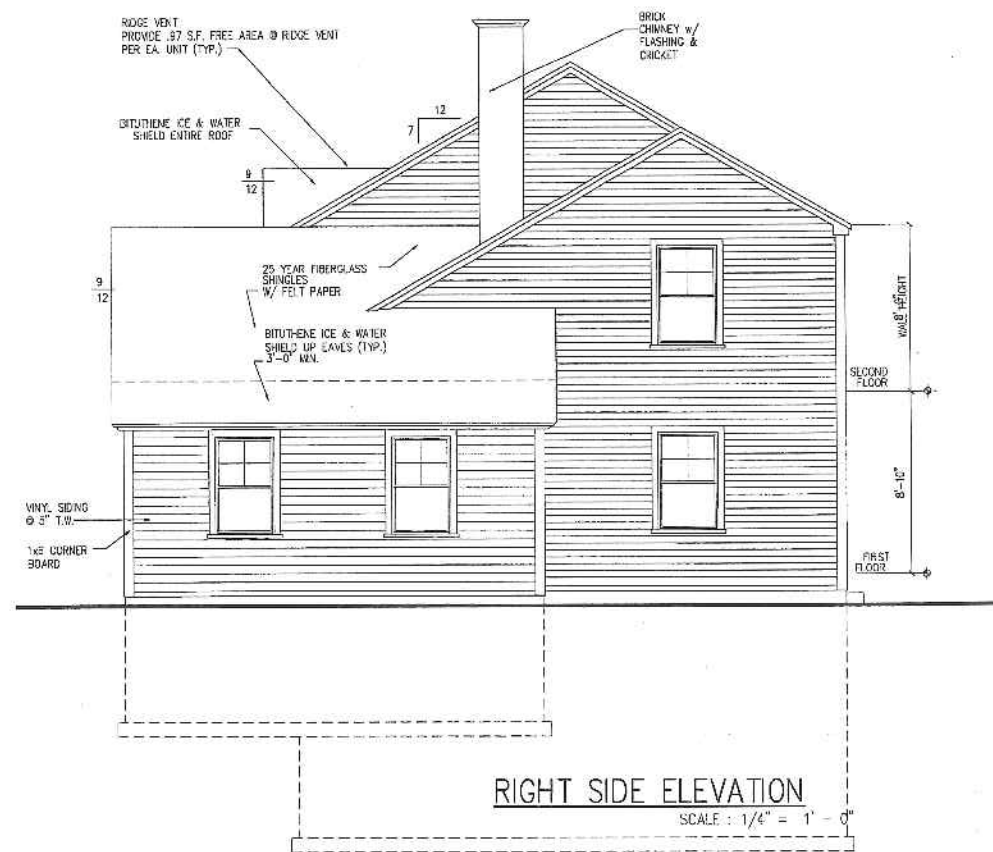 RIDGE VENT
PROVIDE .97 S.F. FREE AREA @ RIDGE VENT
PER EA. UNIT (TYP.)
BRICK
CHIMNEY w/
FLASHING &
CRICKET
12
7
BITUTHENE ICE & WATER
SHIELD ENTIRE ROOF
9
12
25 YEAR FIBERGLASS
SHINGLES
W/ FELT PAPER
9
12
BITUTHENE ICE & WATER
SHIELD UP EAVES (TYP.)
3'-0" MIN.
WALL HEIGHT
SECOND
FLOOR
8'-10"
VINYL SIDING
@ 5" T.W.
1x6 CORNER
BOARD
FIRST
FLOOR
RIGHT SIDE ELEVATION
SCALE : 1/4" = 1' - 0"